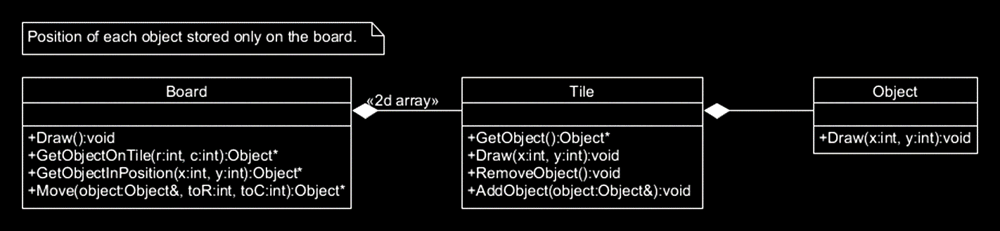 Position of each object stored only on the board.
Board
+Draw():void
+GetObjectOnTile(r:int, c:int):Object*
+GetObjectInPosition(x:int, y:int):Object*
+Move(object:Object&, toR:int, toC:int):Object*
«2d array»
Tile
+GetObject():Object*
+Draw(x:int, y:int):void
+RemoveObject():void
+AddObject(object:Object&):void
Object
+Draw(x:int, y:int):void